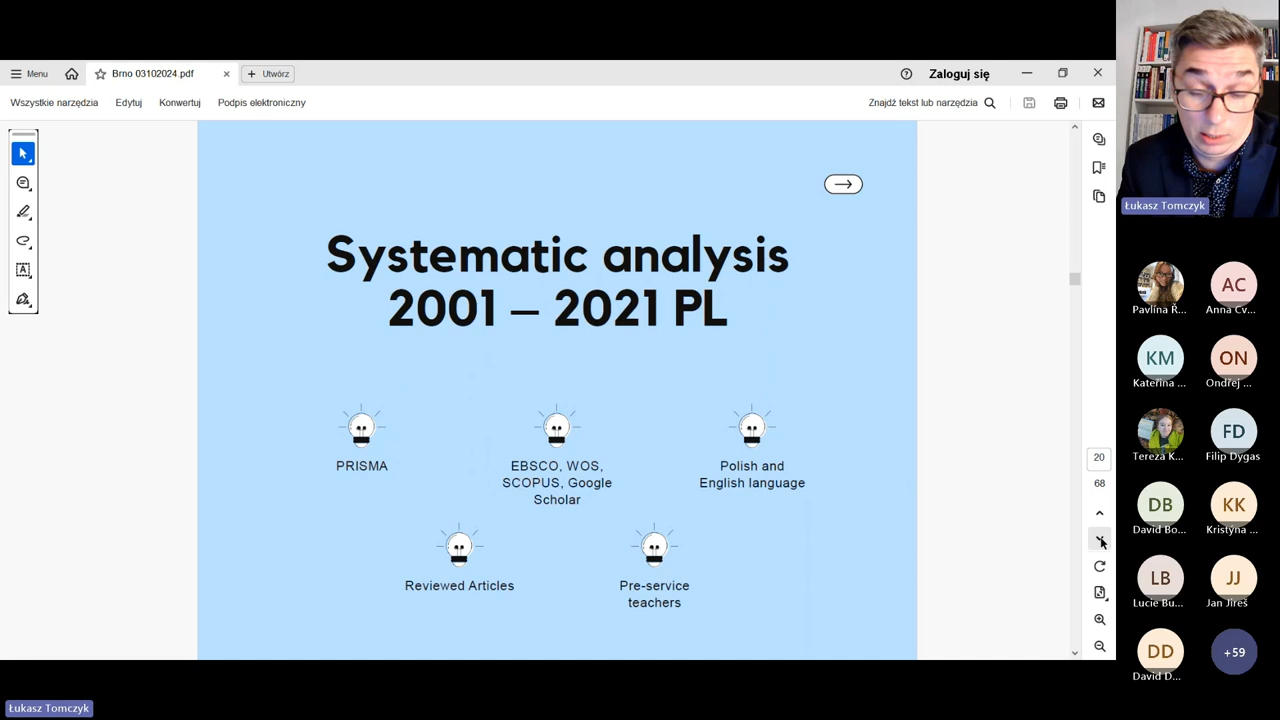 Menu
Brno 03102024.pdf
Utwórz
Zaloguj się
Wszystkie narzędzia
Edytuj
Konwertuj
Podpis elektroniczny
Znajdź tekst lub narzędzia
Systematic analysis
2001 – 2021 PL
PRISMA
EBSCO, WOS,
SCOPUS, Google
Scholar
Polish and
English language
Reviewed Articles
Pre-service
teachers
20
68
Łukasz Tomczyk
Pavlína Ř...
AC
Anna Cv...
KM
Kateřina ...
ON
Ondřej ...
Tereza K...
FD
Filip Dygas
DB
David Bo...
KK
Kristýna ...
LB
Lucie Bu...
JJ
Jan Jireš
DD
David D...
+59
Łukasz Tomczyk